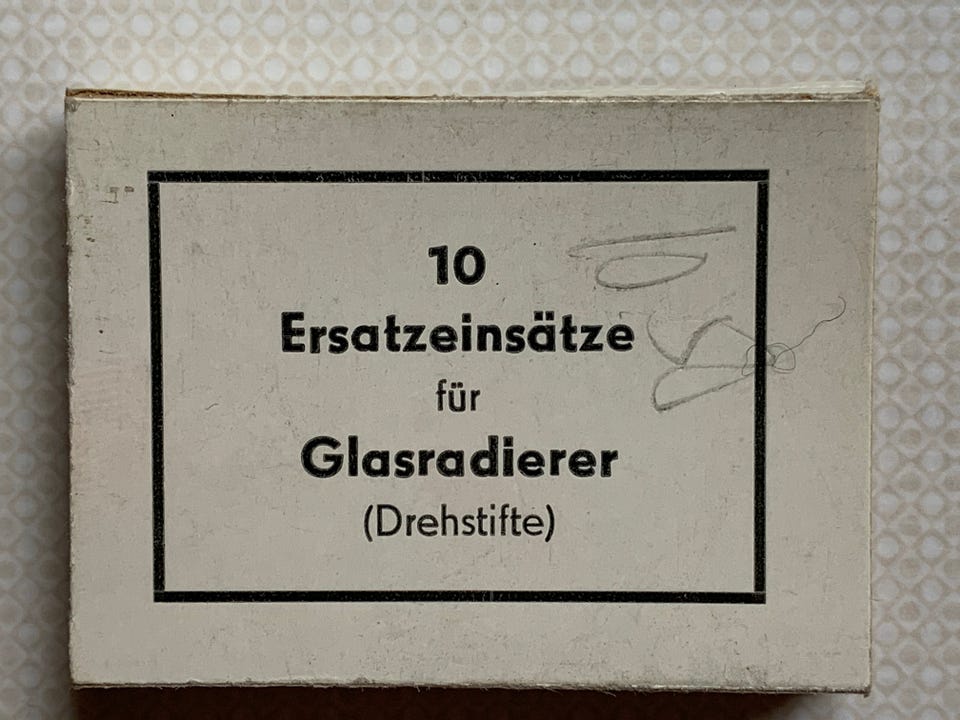 10
Ersatzeinsätze
für
Glasradierer
(Drehstifte)